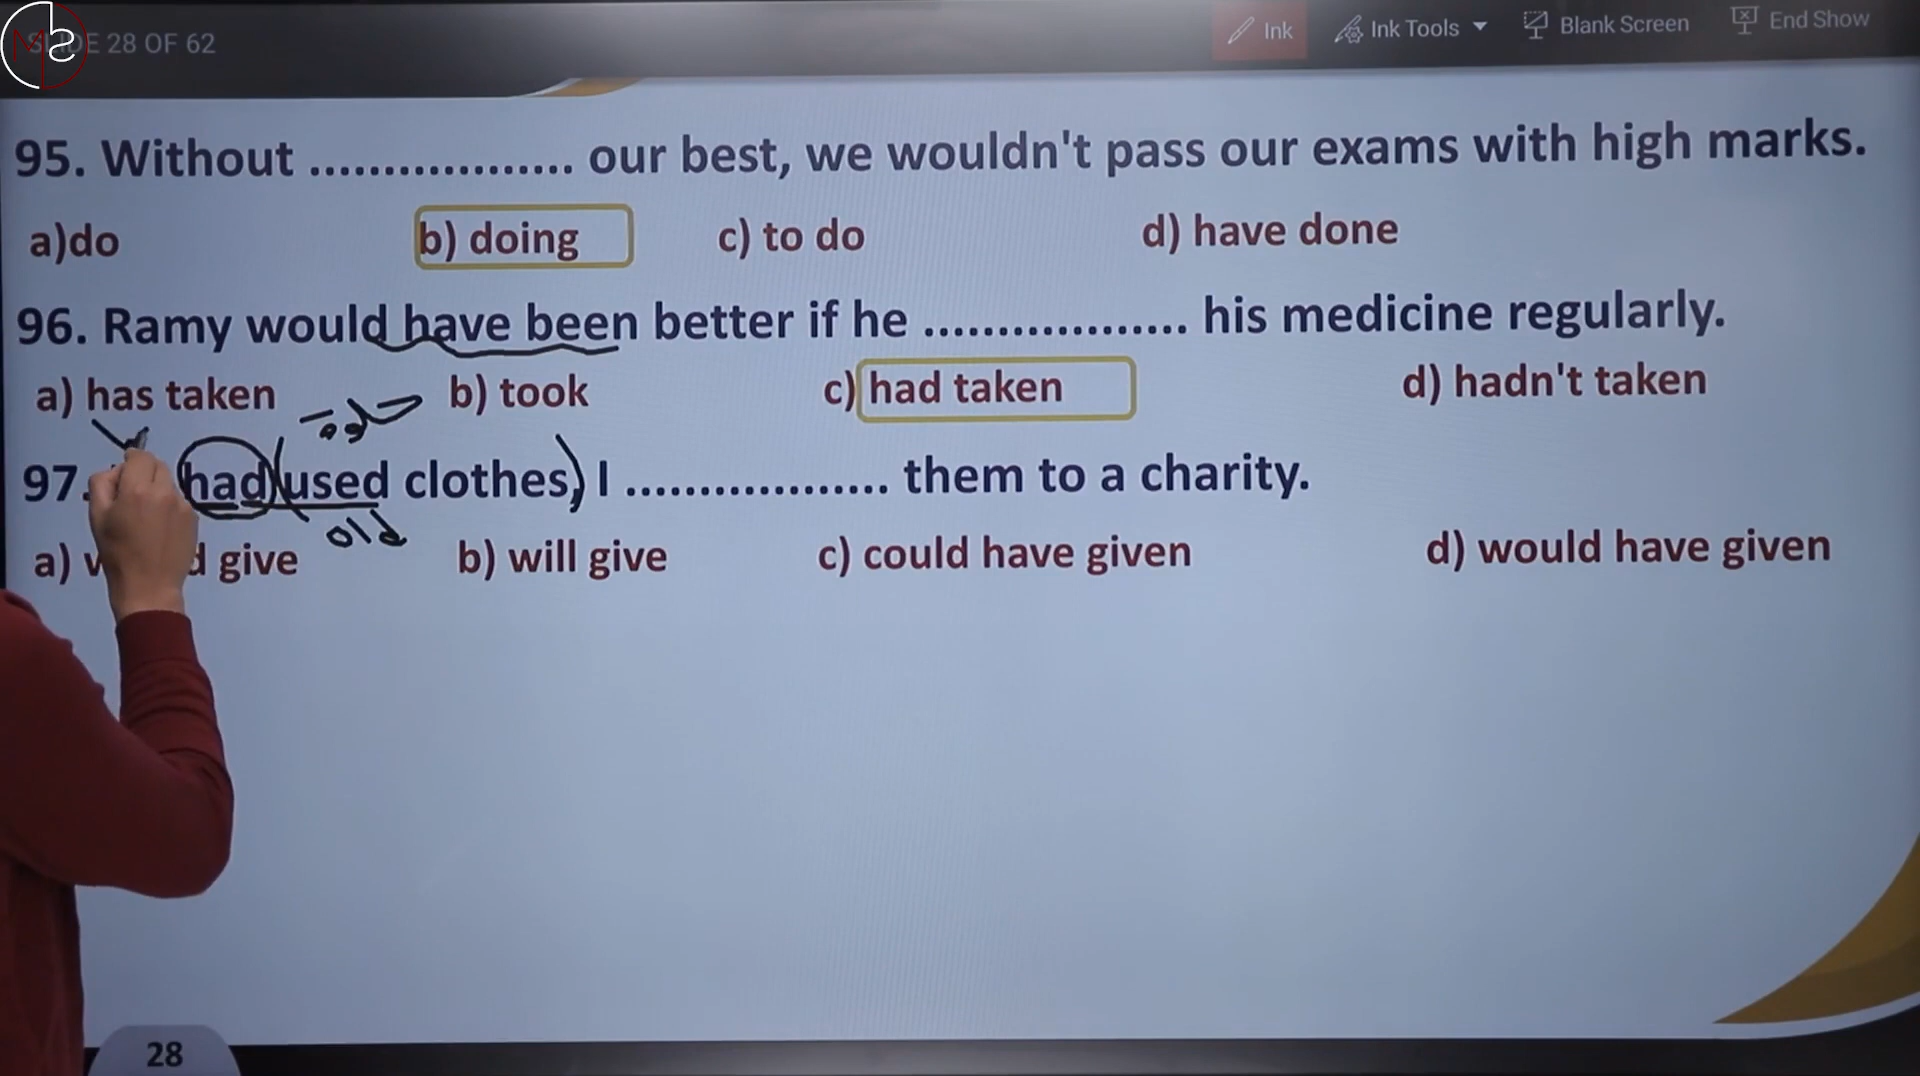 SLIDE 28 OF 62
Ink Ink Tools Blank Screen End Show
95. Without .................. our best, we wouldn't pass our exams with high marks.
a)do b) doing c) to do d) have done
96. Ramy would have been better if he .................. his medicine regularly.
a) has taken b) took c) had taken d) hadn't taken
97. had used clothes, I .................. them to a charity.
old
a) give b) will give c) could have given d) would have given
28